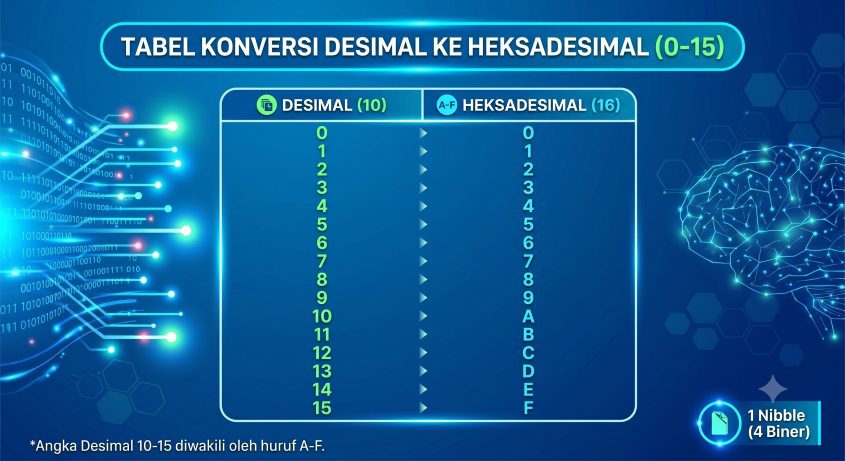 TABEL KONVERSI DESIMAL KE HEKSADESIMAL (0-15)
DESIMAL (10) A-F HEKSADESIMAL (16)
0 0
1 1
2 2
3 3
4 4
5 5
6 6
7 7
8 8
9 9
10 A
11 B
12 C
13 D
14 E
15 F
1 Nibble
(4 Biner)
*Angka Desimal 10-15 diwakili oleh huruf A-F.